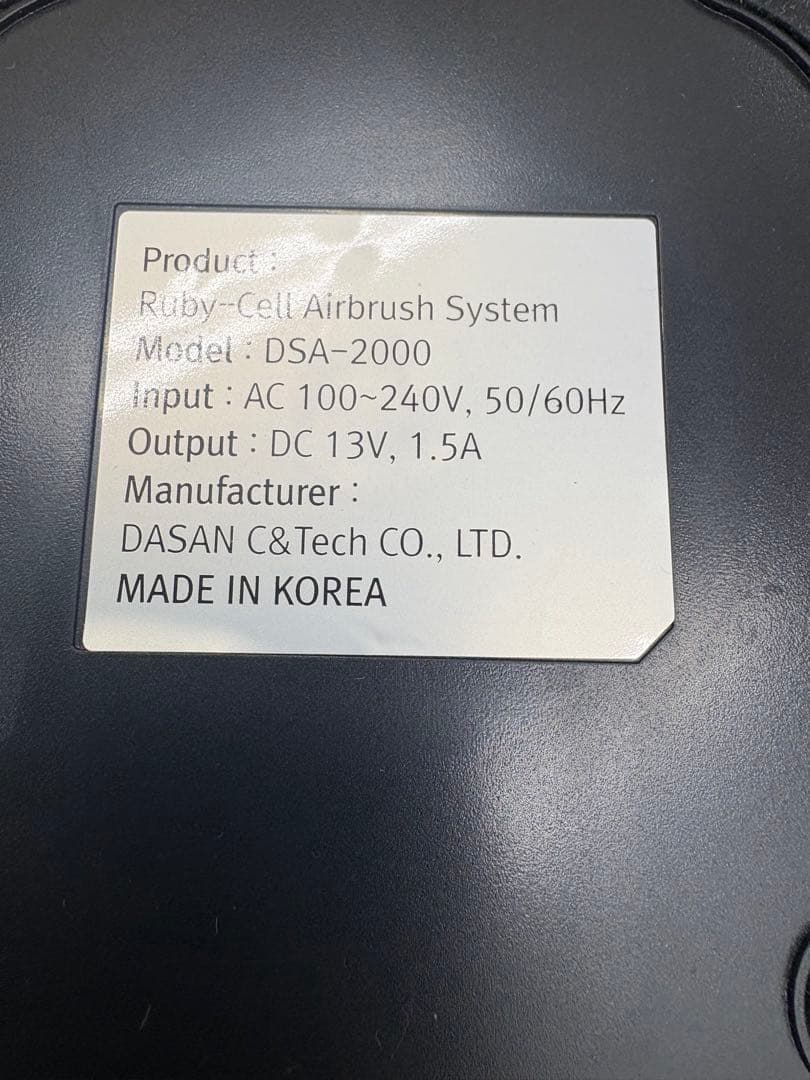 Product :
Ruby-Cell Airbrush System
Model : DSA-2000
Input : AC 100~240V, 50/60Hz
Output : DC 13V, 1.5A
Manufacturer :
DASAN C&Tech CO., LTD.
MADE IN KOREA